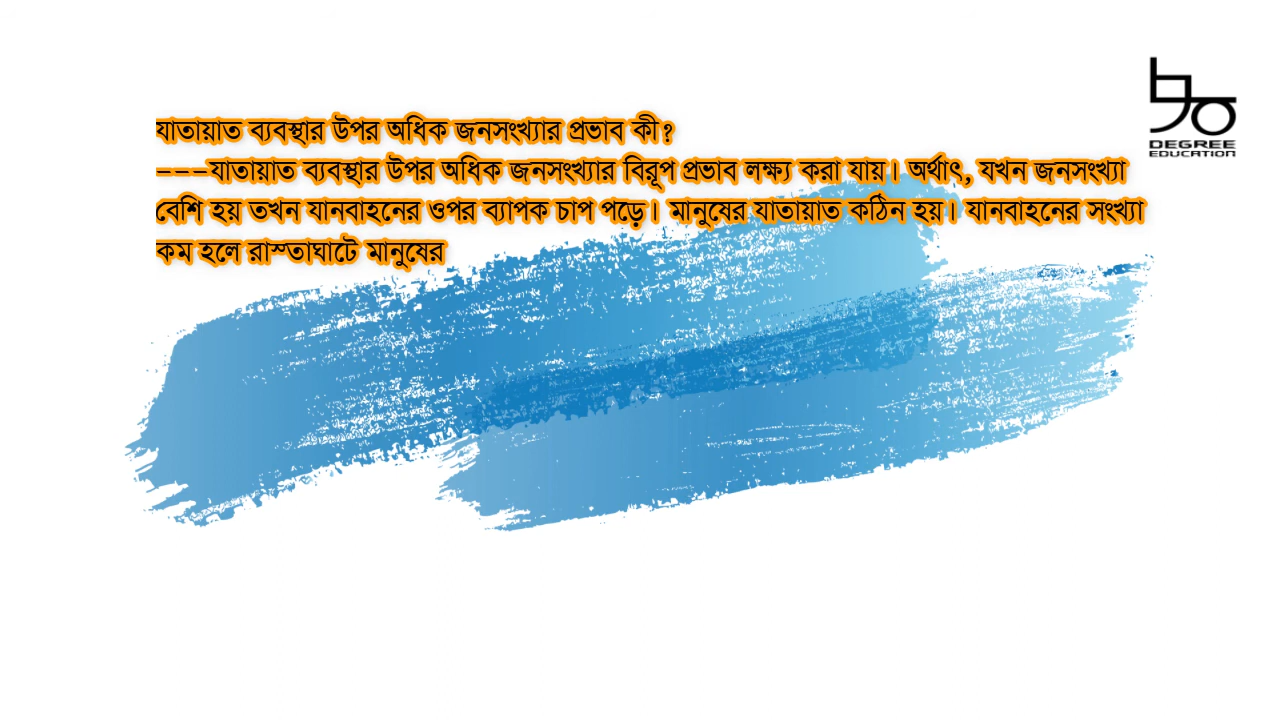 যাতায়াত ব্যবস্থার উপর অধিক জনসংখ্যার প্রভাব কী?
---যাতায়াত ব্যবস্থার উপর অধিক জনসংখ্যার বিরূপ প্রভাব লক্ষ্য করা যায়। অর্থাৎ, যখন জনসংখ্যা
বেশি হয় তখন যানবাহনের ওপর ব্যাপক চাপ পড়ে। মানুষের যাতায়াত কঠিন হয়। যানবাহনের সংখ্যা
কম হলে রাস্তাঘাটে মানুষের
DEGREE
EDUCATION